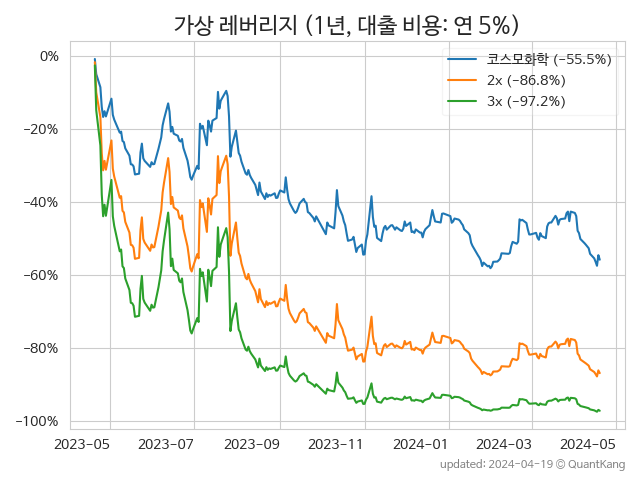 가상 레버리지 (1년, 대출 비용: 연 5%)
코스모화학 (−55.5%)
2x (−86.8%)
3x (−97.2%)
0%
−20%
−40%
−60%
−80%
−100%
2023-05 2023-07 2023-09 2023-11 2024-01 2024-03 2024-05
updated: 2024-04-19 © QuantKang